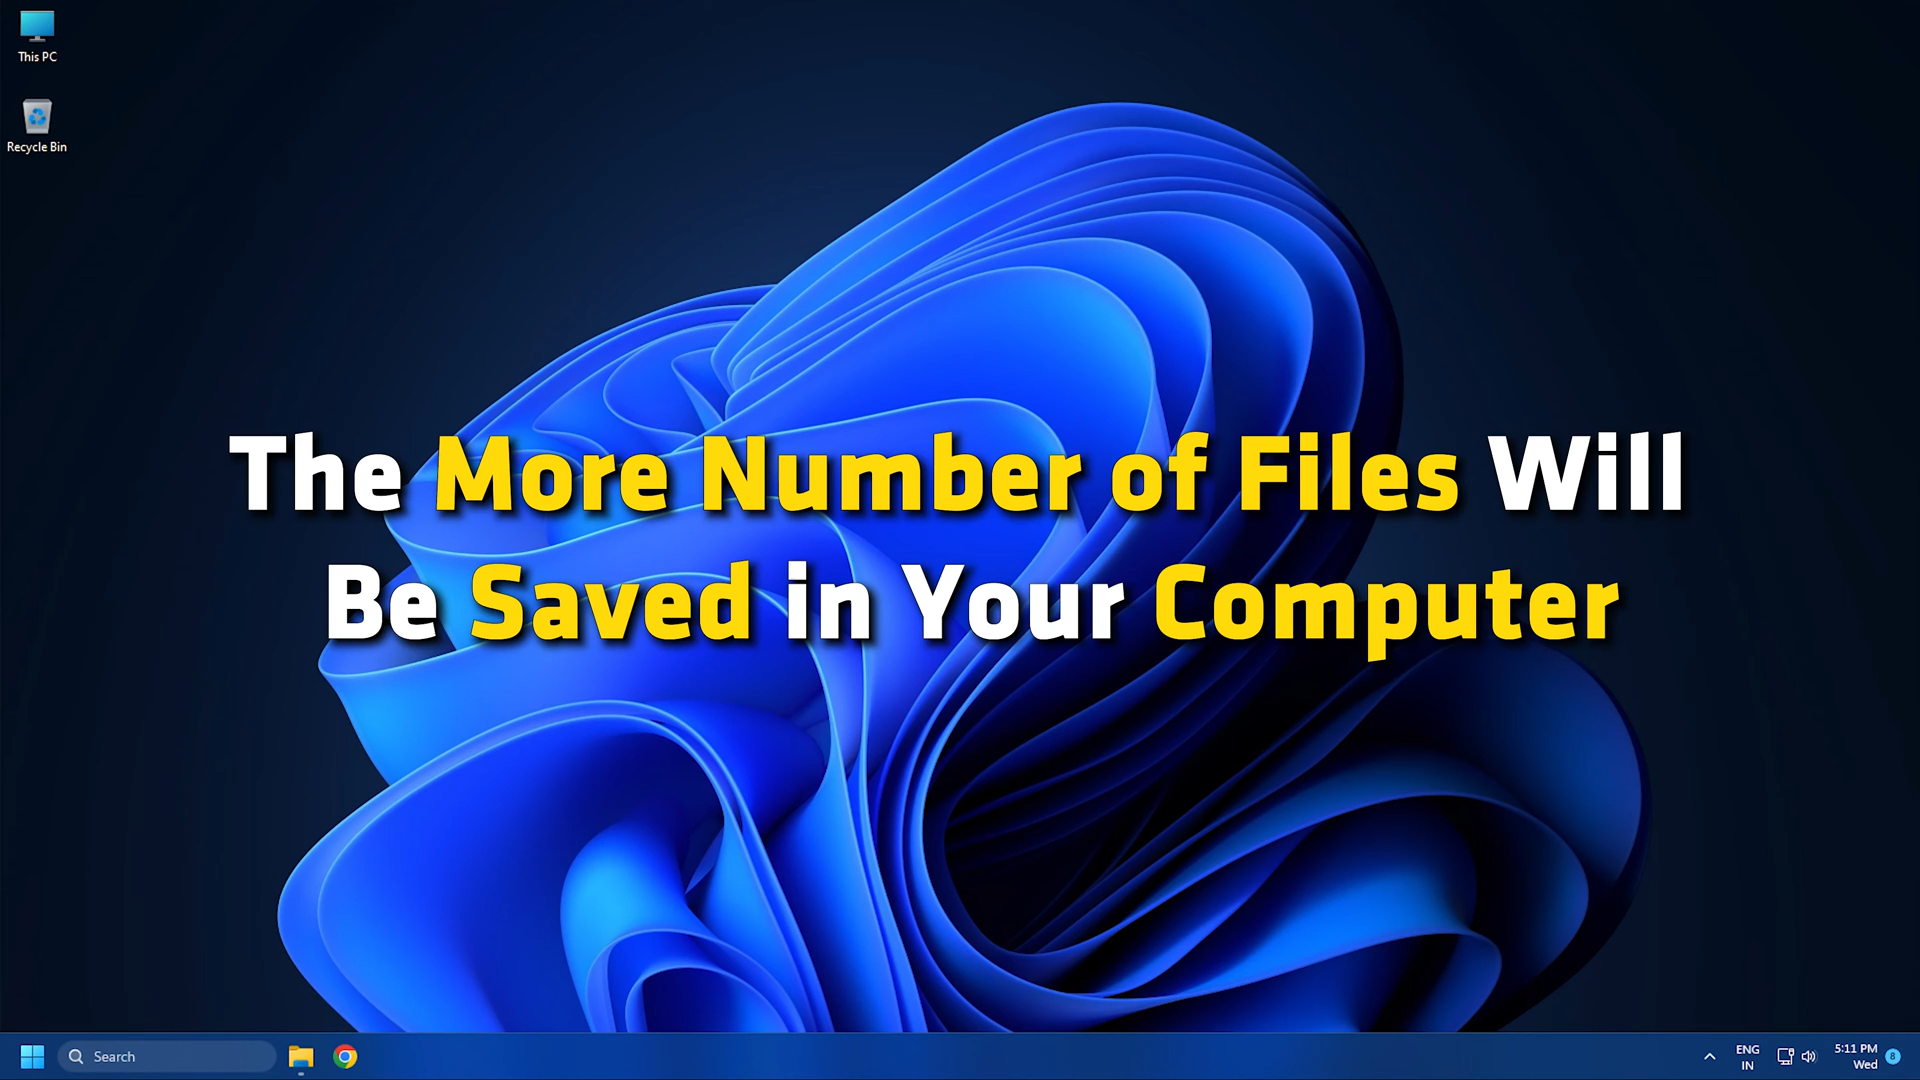 This PC
Recycle Bin
The More Number of Files Will
Be Saved in Your Computer
Search
ENG
IN
5:11 PM
Wed
8